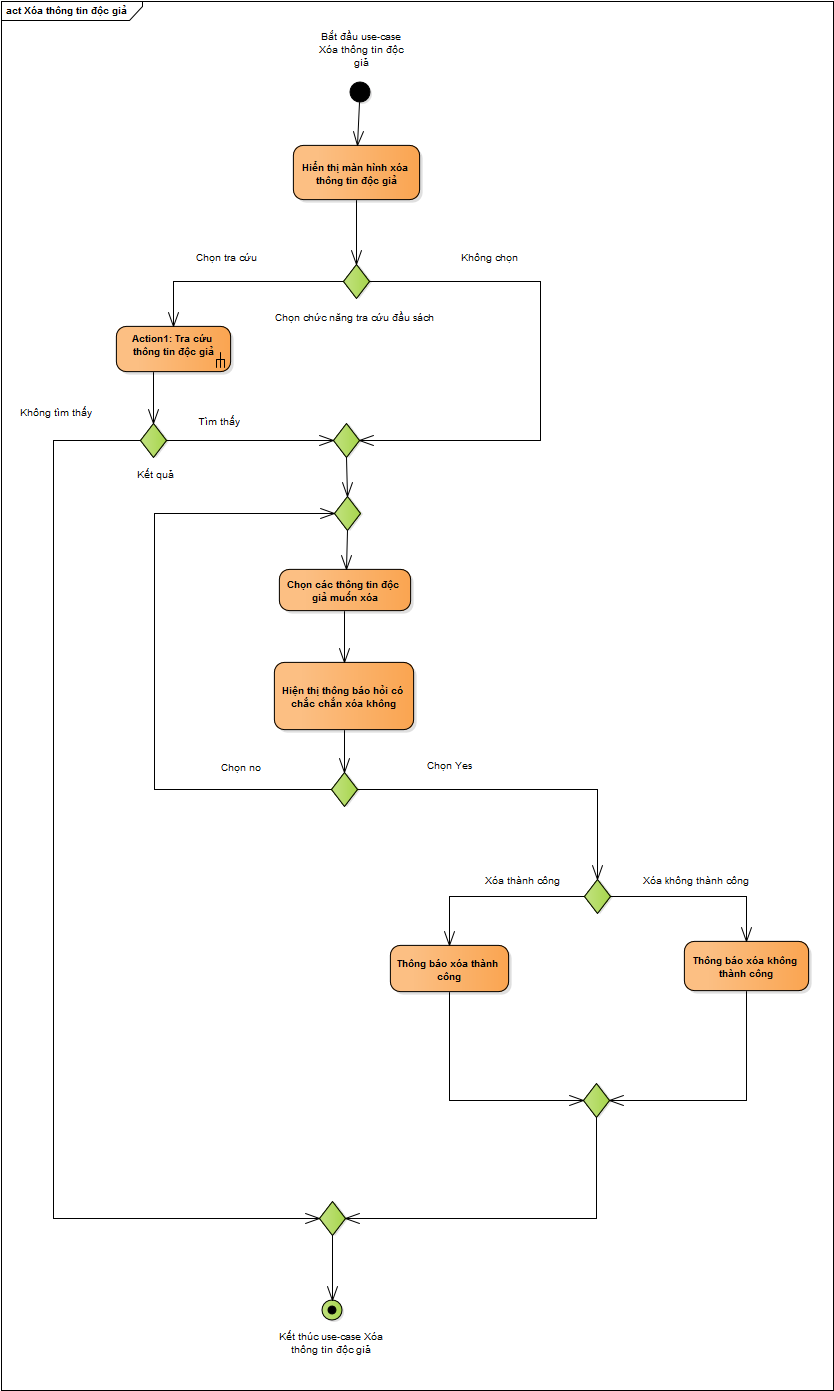 act Xóa thông tin độc giả
Bắt đầu use-case
Xóa thông tin độc
giả
Hiển thị màn hình xóa
thông tin độc giả
Chọn tra cứu
Không chọn
Chọn chức năng tra cứu đầu sách
Action1: Tra cứu
thông tin độc giả
Không tìm thấy
Tìm thấy
Kết quả
Chọn các thông tin độc
giả muốn xóa
Hiện thị thông báo hỏi có
chắc chắn xóa không
Chọn no
Chọn Yes
Xóa thành công
Xóa không thành công
Thông báo xóa thành
công
Thông báo xóa không
thành công
Kết thúc use-case Xóa
thông tin độc giả